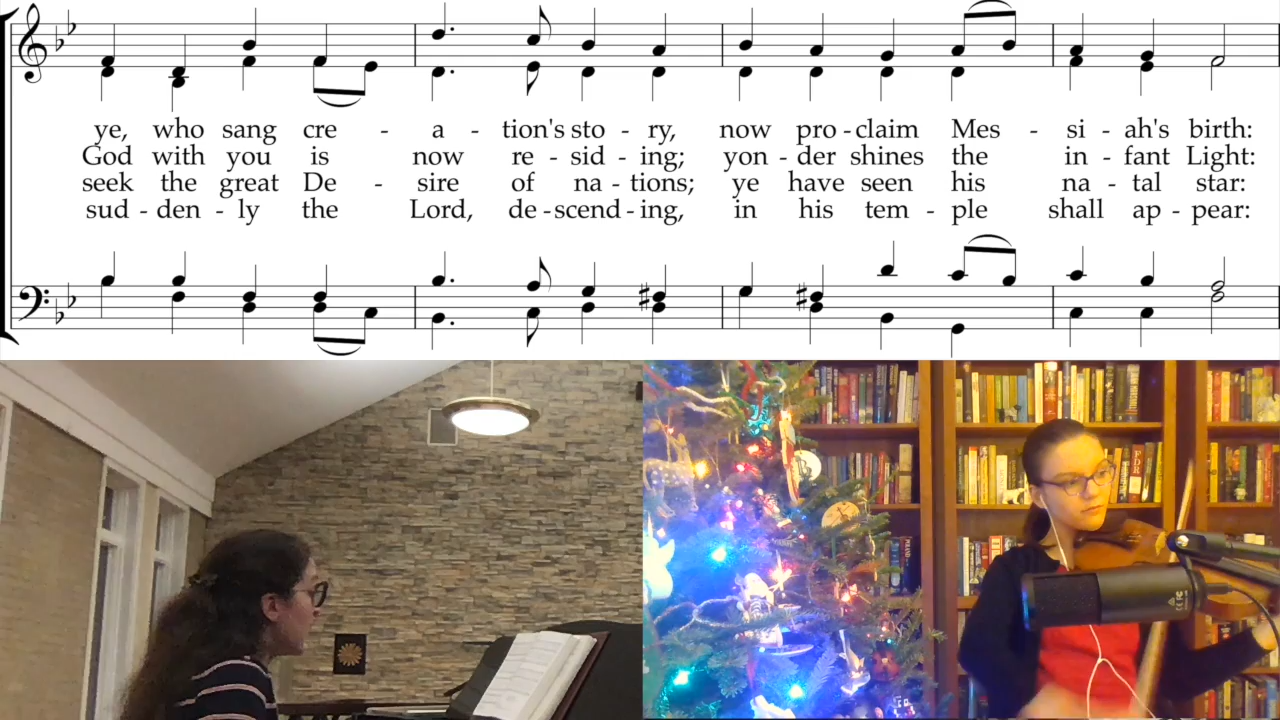 ye, who sang cre - a - tion's sto - ry, now pro - claim Mes - si - ah's birth:
God with you is now re - sid - ing; yon - der shines the in - fant Light:
seek the great De - sire of na - tions; ye have seen his na - tal star:
sud - den - ly the Lord, de - scend - ing, in his tem - ple shall ap - pear:
FDR